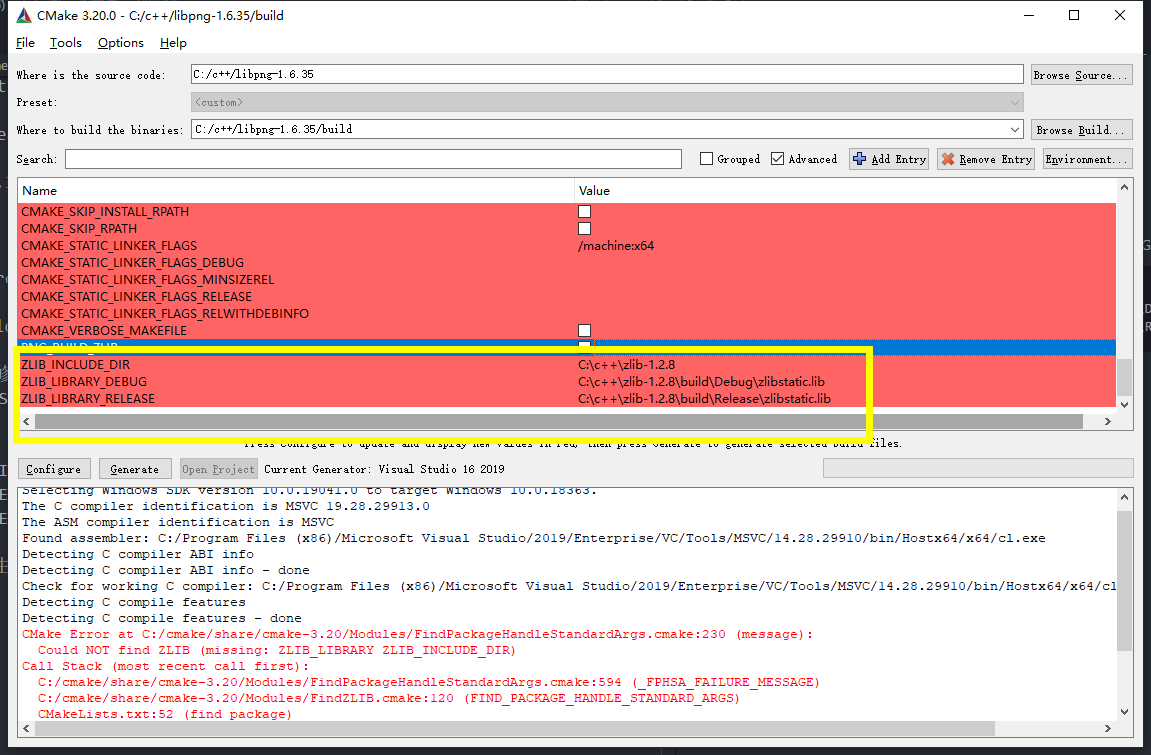 CMake 3.20.0 - C:/c++/libpng-1.6.35/build
File Tools Options Help
Where is the source code: C:/c++/libpng-1.6.35 Browse Source...
Preset: <custom>
Where to build the binaries: C:/c++/libpng-1.6.35/build Browse Build...
Search: Grouped Advanced Add Entry Remove Entry Environment...
Name Value
CMAKE_SKIP_INSTALL_RPATH
CMAKE_SKIP_RPATH
CMAKE_STATIC_LINKER_FLAGS /machine:x64
CMAKE_STATIC_LINKER_FLAGS_DEBUG
CMAKE_STATIC_LINKER_FLAGS_MINSIZEREL
CMAKE_STATIC_LINKER_FLAGS_RELEASE
CMAKE_STATIC_LINKER_FLAGS_RELWITHDEBINFO
CMAKE_VERBOSE_MAKEFILE
PNG_BUILD_ZLIB
ZLIB_INCLUDE_DIR C:\c++\zlib-1.2.8
ZLIB_LIBRARY_DEBUG C:\c++\zlib-1.2.8\build\Debug\zlibstatic.lib
ZLIB_LIBRARY_RELEASE C:\c++\zlib-1.2.8\build\Release\zlibstatic.lib
Press Configure to update and display new values in red, then press Generate to generate selected build files.
Configure Generate Open Project Current Generator: Visual Studio 16 2019
Selecting Windows SDK version 10.0.19041.0 to target Windows 10.0.18363.
The C compiler identification is MSVC 19.28.29913.0
The ASM compiler identification is MSVC
Found assembler: C:/Program Files (x86)/Microsoft Visual Studio/2019/Enterprise/VC/Tools/MSVC/14.28.29910/bin/Hostx64/x64/cl.exe
Detecting C compiler ABI info
Detecting C compiler ABI info - done
Check for working C compiler: C:/Program Files (x86)/Microsoft Visual Studio/2019/Enterprise/VC/Tools/MSVC/14.28.29910/bin/Hostx64/x64/cl
Detecting C compile features
Detecting C compile features - done
CMake Error at C:/cmake/share/cmake-3.20/Modules/FindPackageHandleStandardArgs.cmake:230 (message):
Could NOT find ZLIB (missing: ZLIB_LIBRARY ZLIB_INCLUDE_DIR)
Call Stack (most recent call first):
C:/cmake/share/cmake-3.20/Modules/FindPackageHandleStandardArgs.cmake:594 (_FPHSA_FAILURE_MESSAGE)
C:/cmake/share/cmake-3.20/Modules/FindZLIB.cmake:120 (FIND_PACKAGE_HANDLE_STANDARD_ARGS)
CMakeLists.txt:52 (find_package)